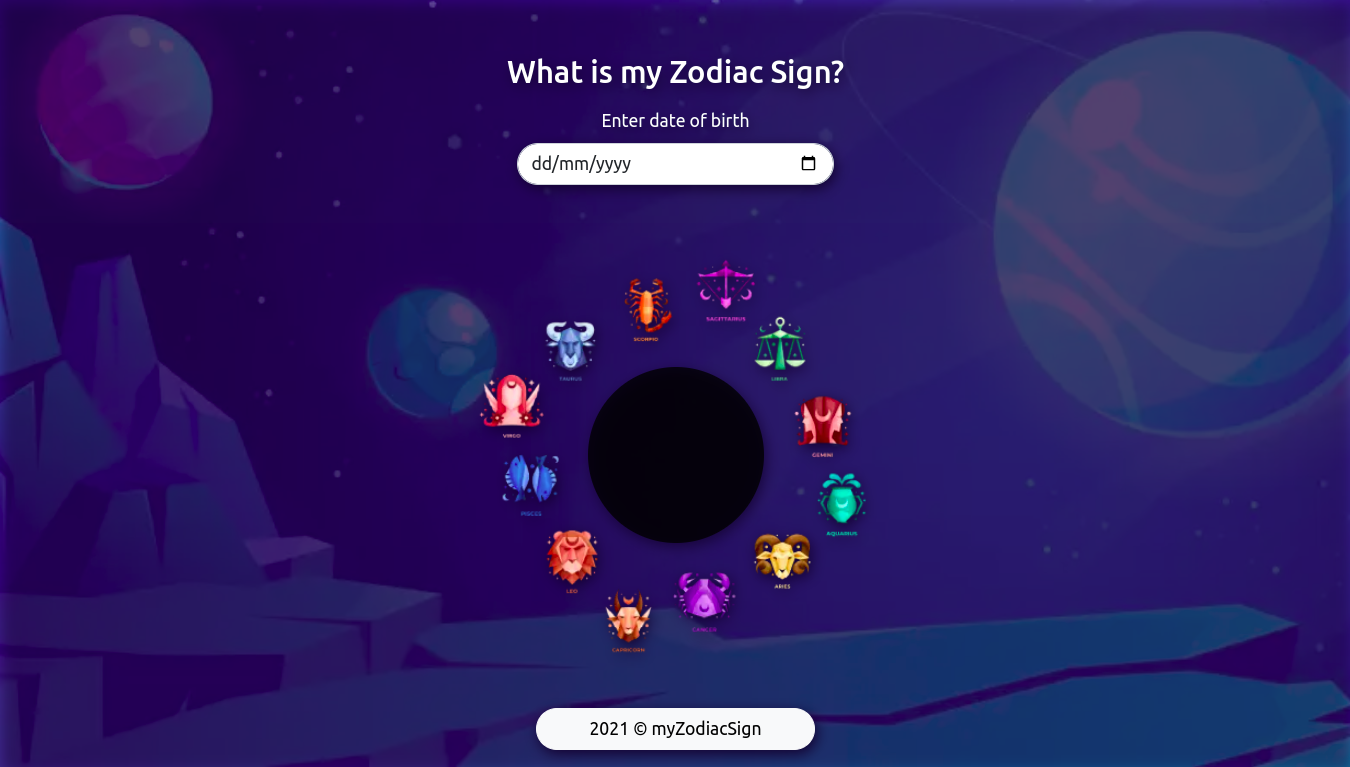 What is my Zodiac Sign?
Enter date of birth
dd/mm/yyyy
SAGITTARIUS
SCORPIO
TAURUS
LIBRA
VIRGO
GEMINI
PISCES
AQUARIUS
ARIES
LEO
CANCER
CAPRICORN
2021 © myZodiacSign